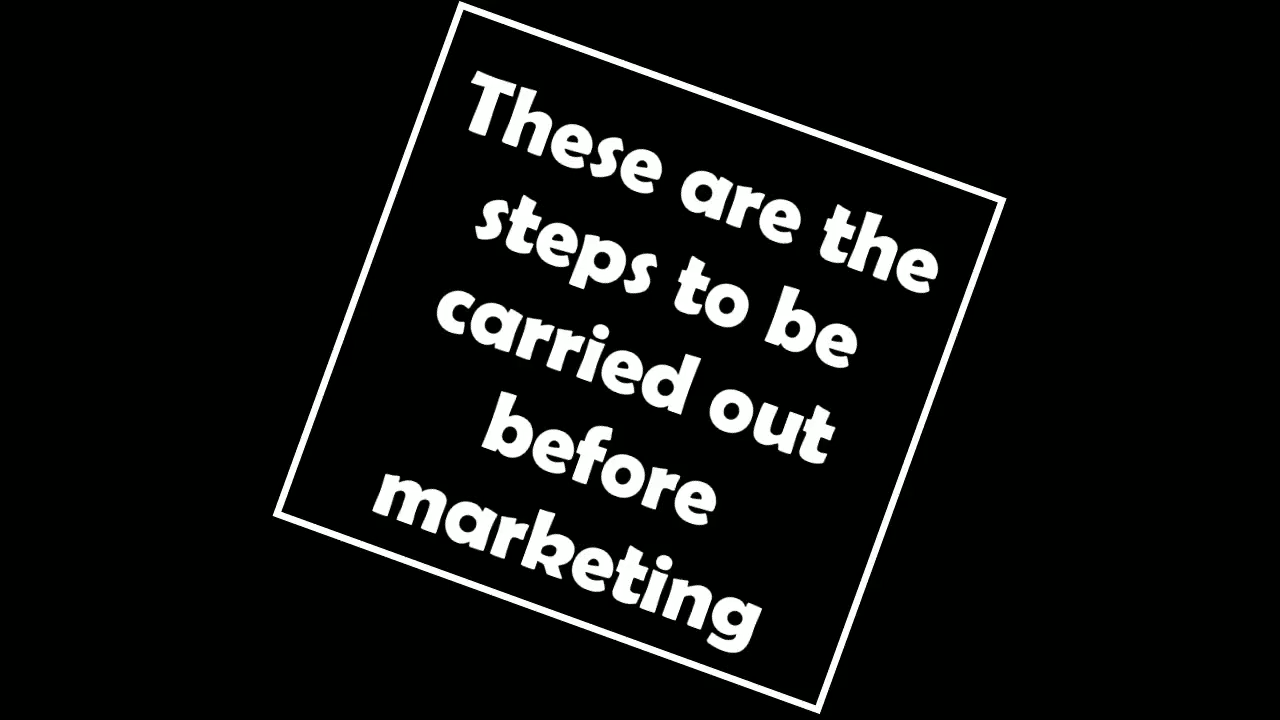 These are the
steps to be
carried out
before
marketing